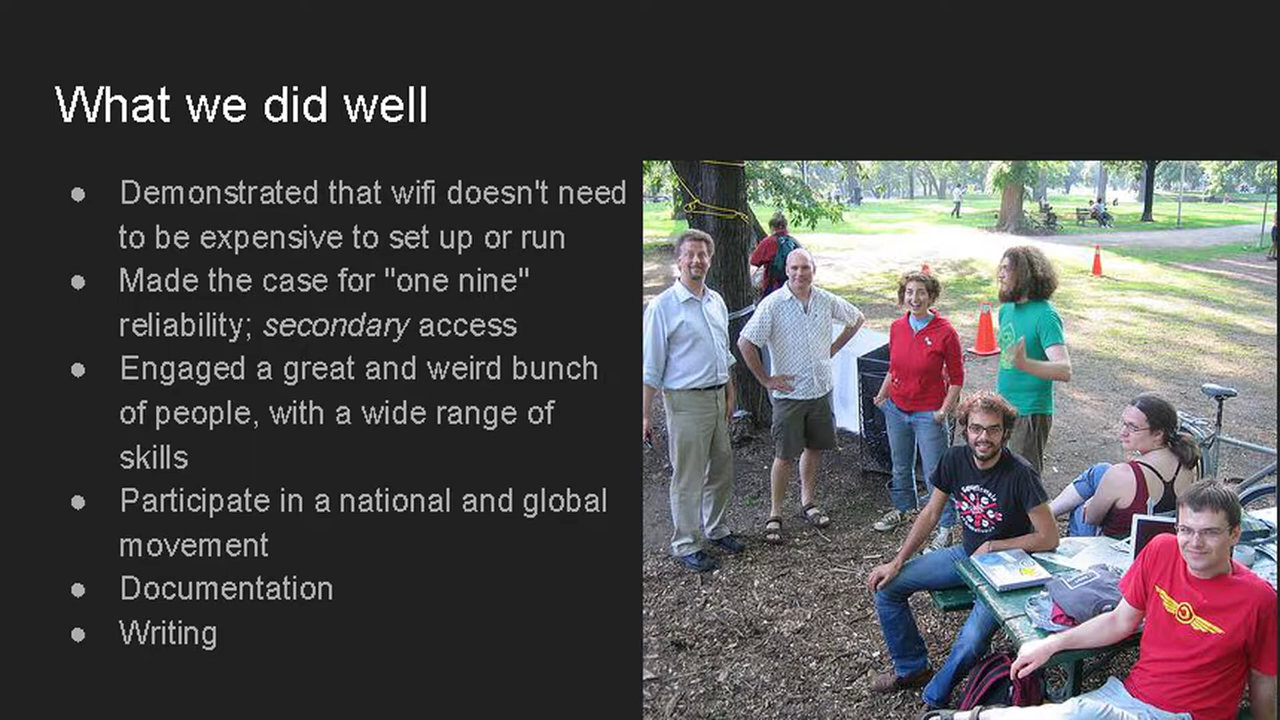 What we did well
● Demonstrated that wifi doesn't need
to be expensive to set up or run
● Made the case for "one nine"
reliability; secondary access
● Engaged a great and weird bunch
of people, with a wide range of
skills
● Participate in a national and global
movement
● Documentation
● Writing